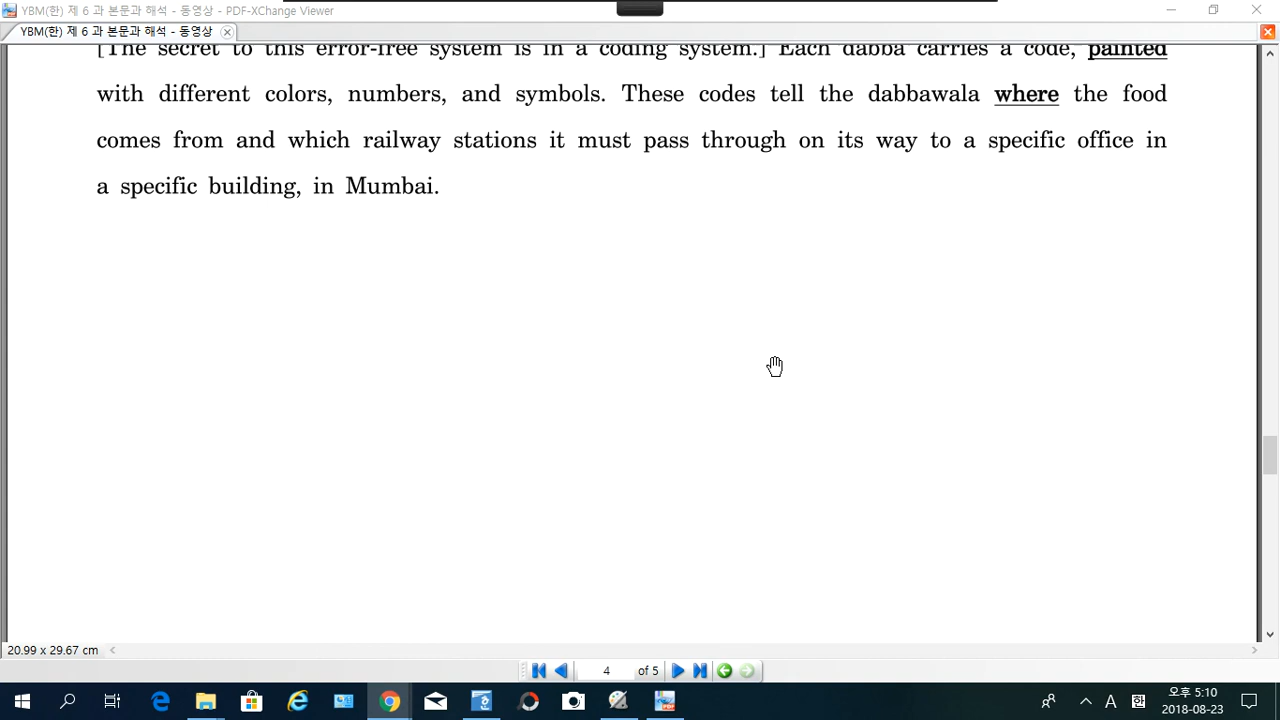 YBM(한) 제 6 과 본문과 해석 - 동영상 - PDF-XChange Viewer
YBM(한) 제 6 과 본문과 해석 - 동영상
[The secret to this error-free system is in a coding system.] Each dabba carries a code, painted
with different colors, numbers, and symbols. These codes tell the dabbawala where the food
comes from and which railway stations it must pass through on its way to a specific office in
a specific building, in Mumbai.
20.99 x 29.67 cm
4 of 5
A 한 오후 5:10
2018-08-23